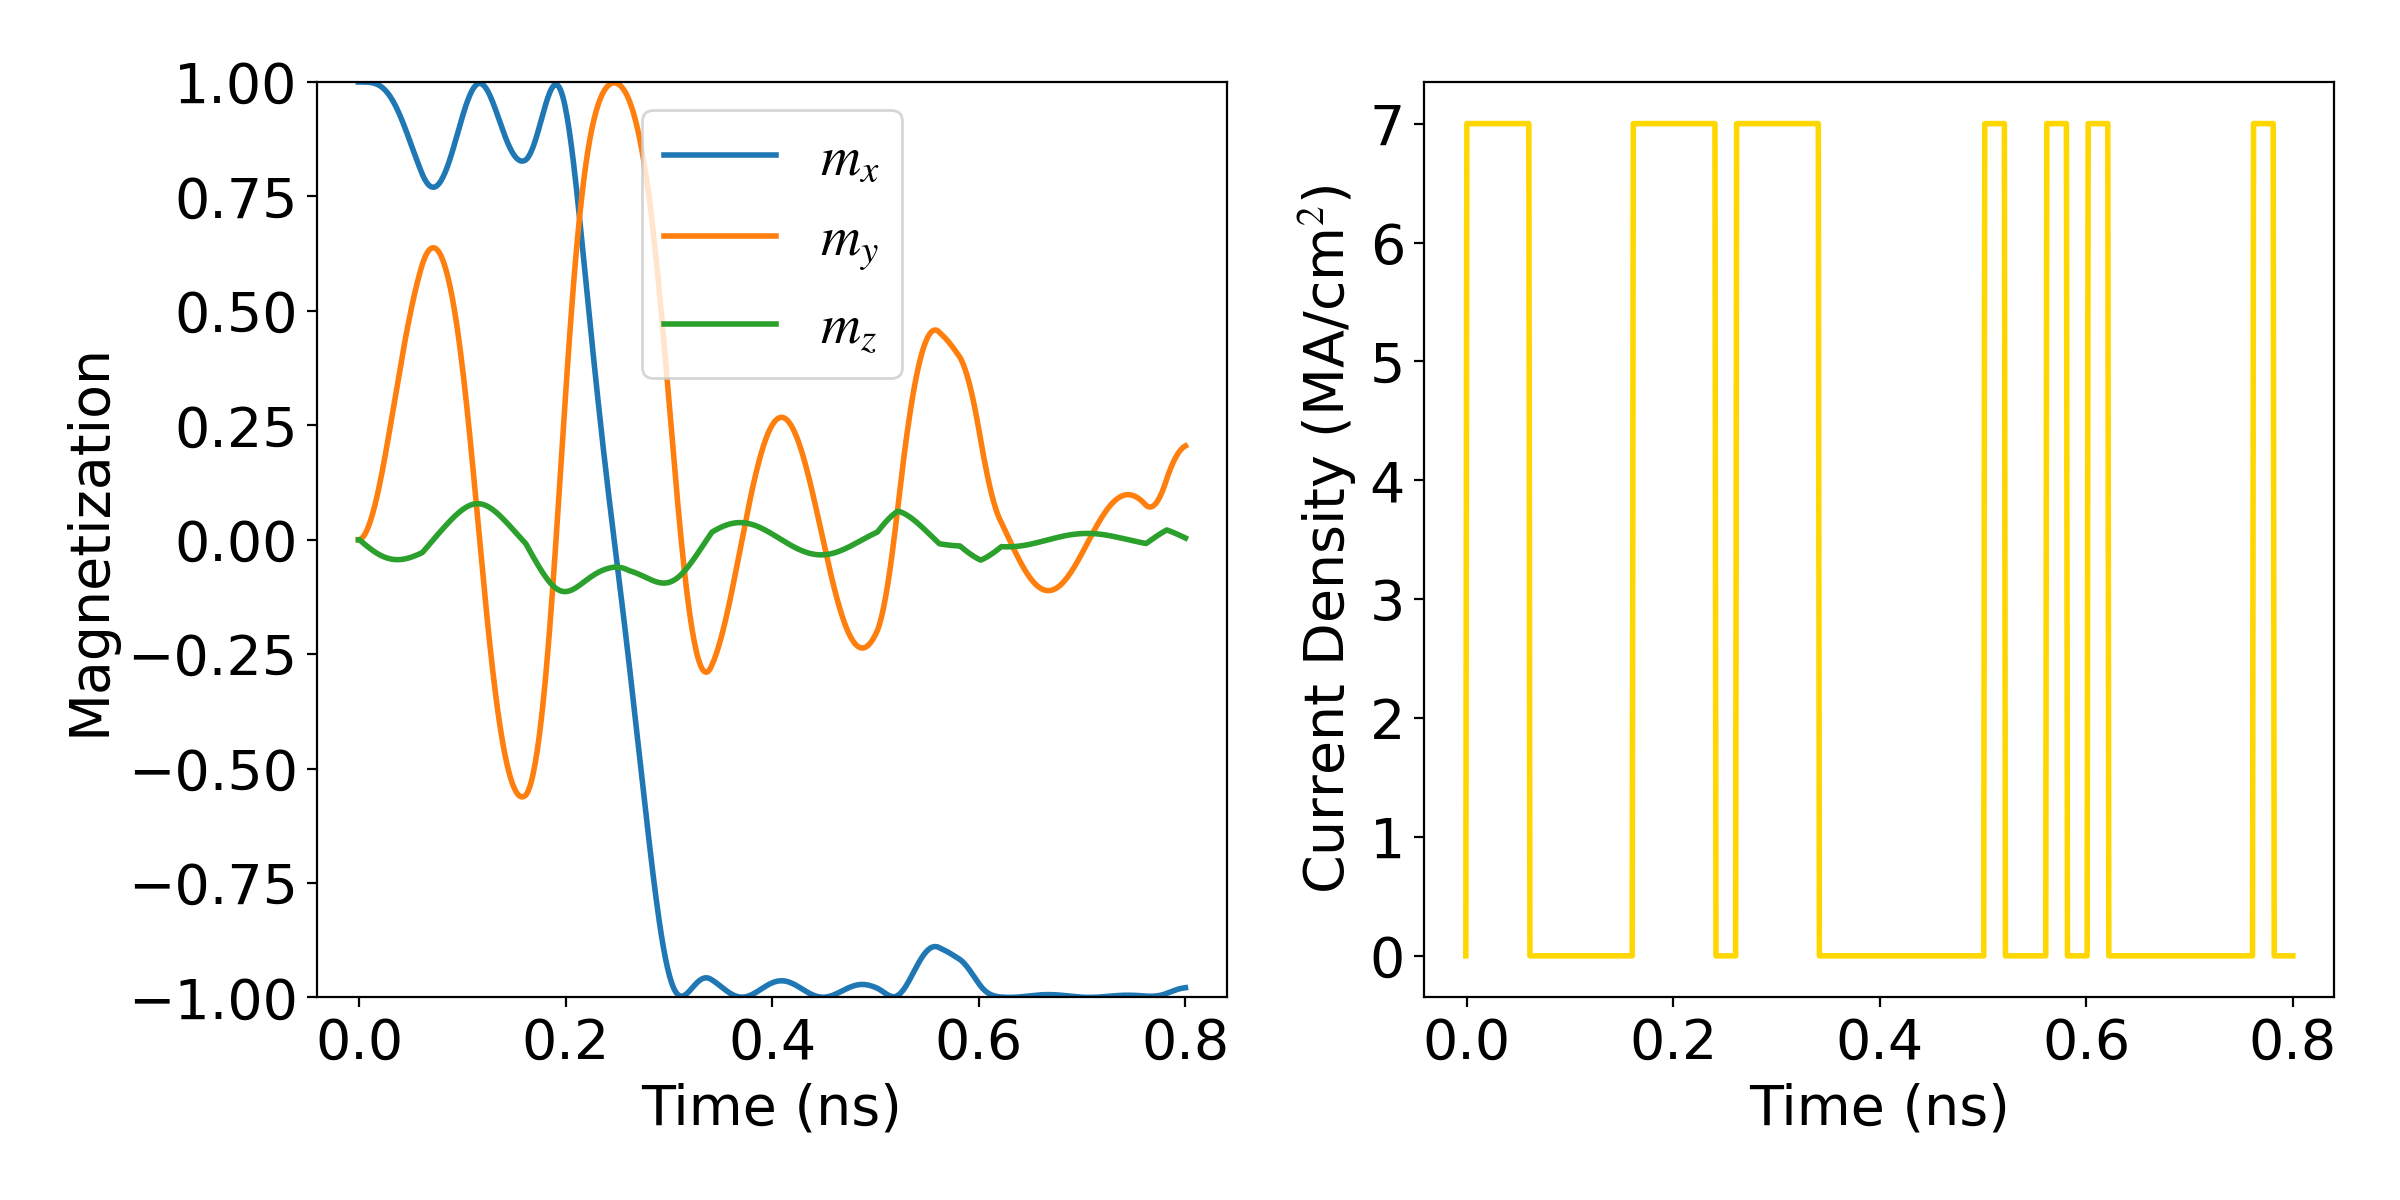 1.00
0.75
0.50
0.25
0.00
−0.25
−0.50
−0.75
−1.00
Magnetization
0.0 0.2 0.4 0.6 0.8
Time (ns)
m_x
m_y
m_z
7
6
5
4
3
2
1
0
Current Density (MA/cm²)
0.0 0.2 0.4 0.6 0.8
Time (ns)